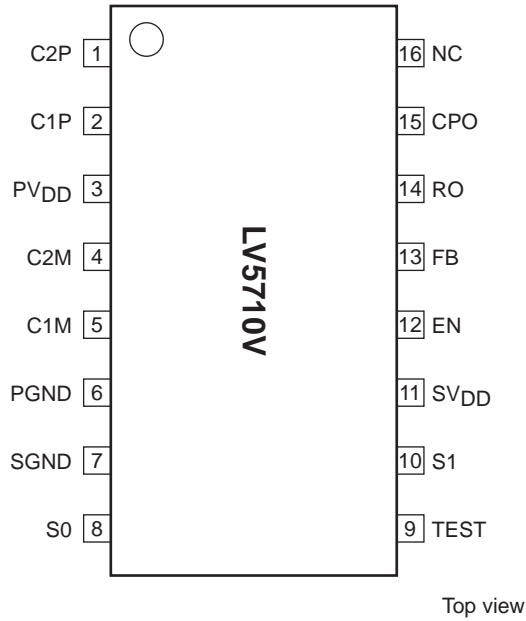 C2P 1 16 NC
C1P 2 15 CPO
PVDD 3 14 RO
C2M 4 13 FB
LV5710V
C1M 5 12 EN
PGND 6 11 SVDD
SGND 7 10 S1
S0 8 9 TEST
Top view